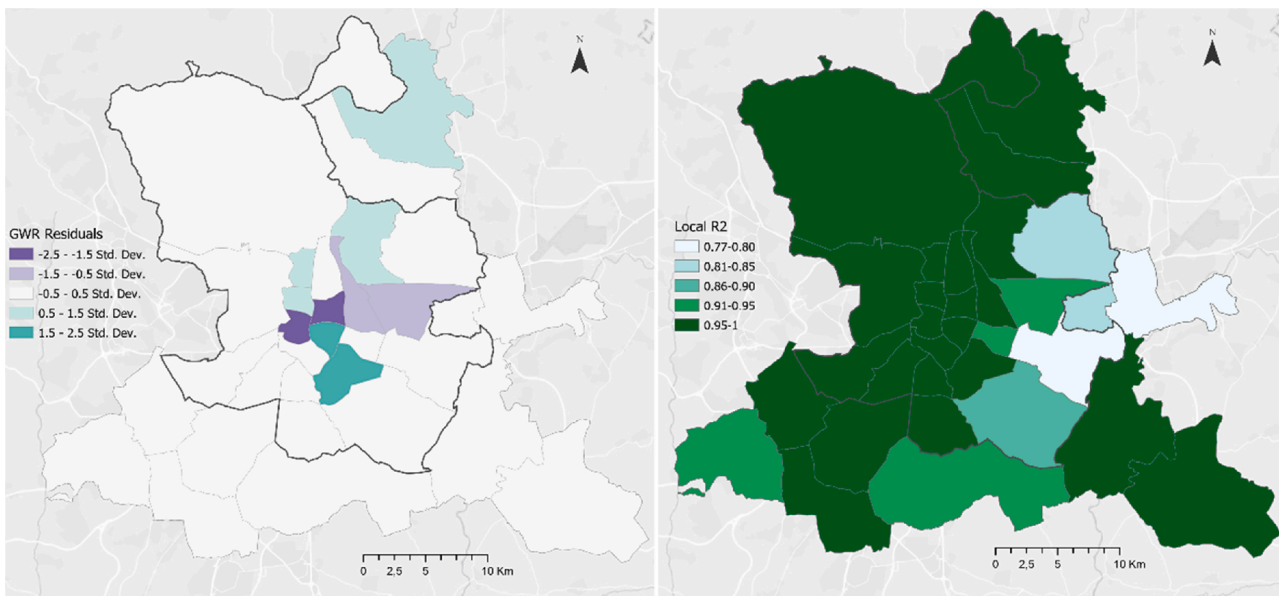 N
GWR Residuals
-2.5 - -1.5 Std. Dev.
-1.5 - -0.5 Std. Dev.
-0.5 - 0.5 Std. Dev.
0.5 - 1.5 Std. Dev.
1.5 - 2.5 Std. Dev.
0 2,5 5 10 Km
N
Local R2
0.77-0.80
0.81-0.85
0.86-0.90
0.91-0.95
0.95-1
0 2,5 5 10 Km